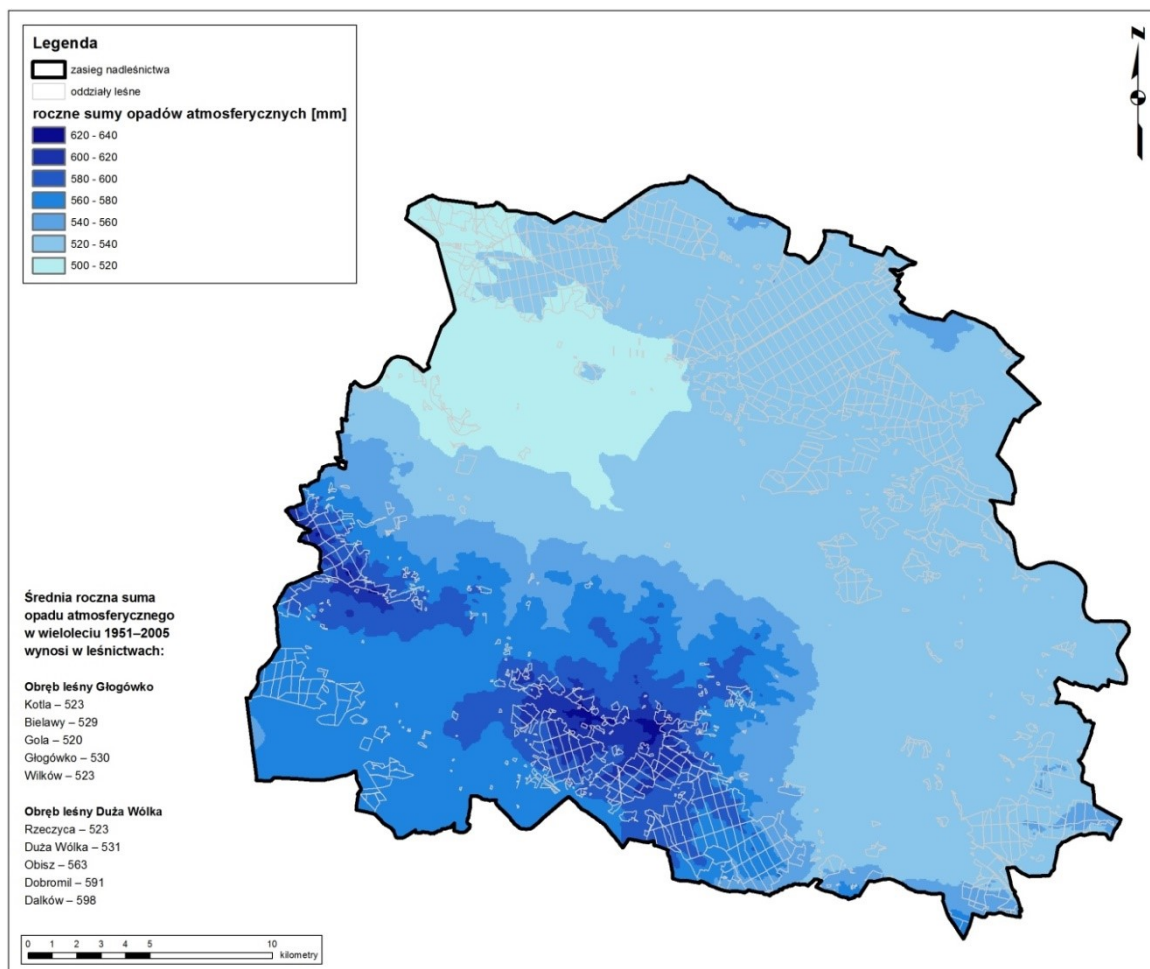 Legenda
zasieg nadleśnictwa
oddziały leśne
roczne sumy opadów atmosferycznych [mm]
620 - 640
600 - 620
580 - 600
560 - 580
540 - 560
520 - 540
500 - 520
N
Średnia roczna suma
opadu atmosferycznego
w wieloleciu 1951–2005
wynosi w leśnictwach:
Obręb leśny Głogówko
Kotla – 523
Bielawy – 529
Gola – 520
Głogówko – 530
Wilków – 523
Obręb leśny Duża Wólka
Rzeczyca – 523
Duża Wólka – 531
Obisz – 563
Dobromil – 591
Dalków – 598
0 1 2 3 4 5 10
kilometry